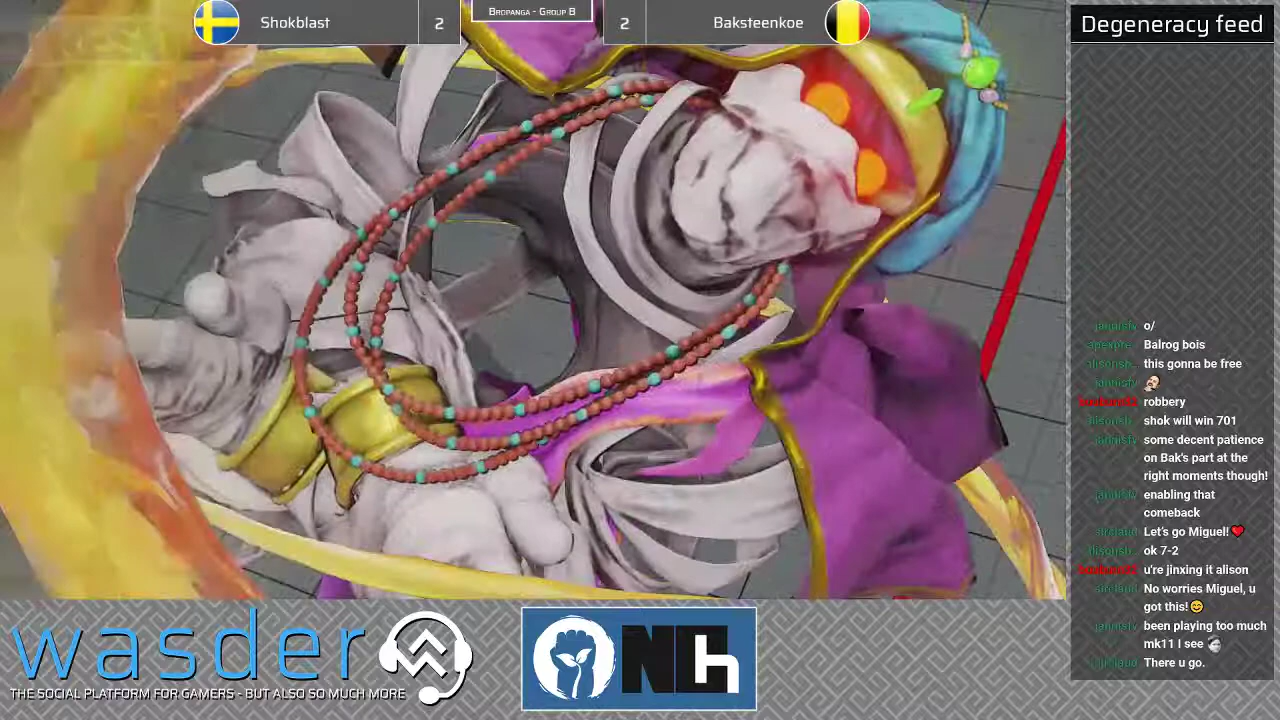 Shokblast
2
Bropanga - Group B
2
Baksteenkoe
Degeneracy feed
o/
Balrog bois
this gonna be free
robbery
shok will win 701
some decent patience
on Bak's part at the
right moments though!
enabling that
comeback
Let's go Miguel!
ok 7-2
u're jinxing it alison
No worries Miguel, u
got this!
been playing too much
mk11 I see
There u go.
wasder
THE SOCIAL PLATFORM FOR GAMERS - BUT ALSO SO MUCH MORE
NCh